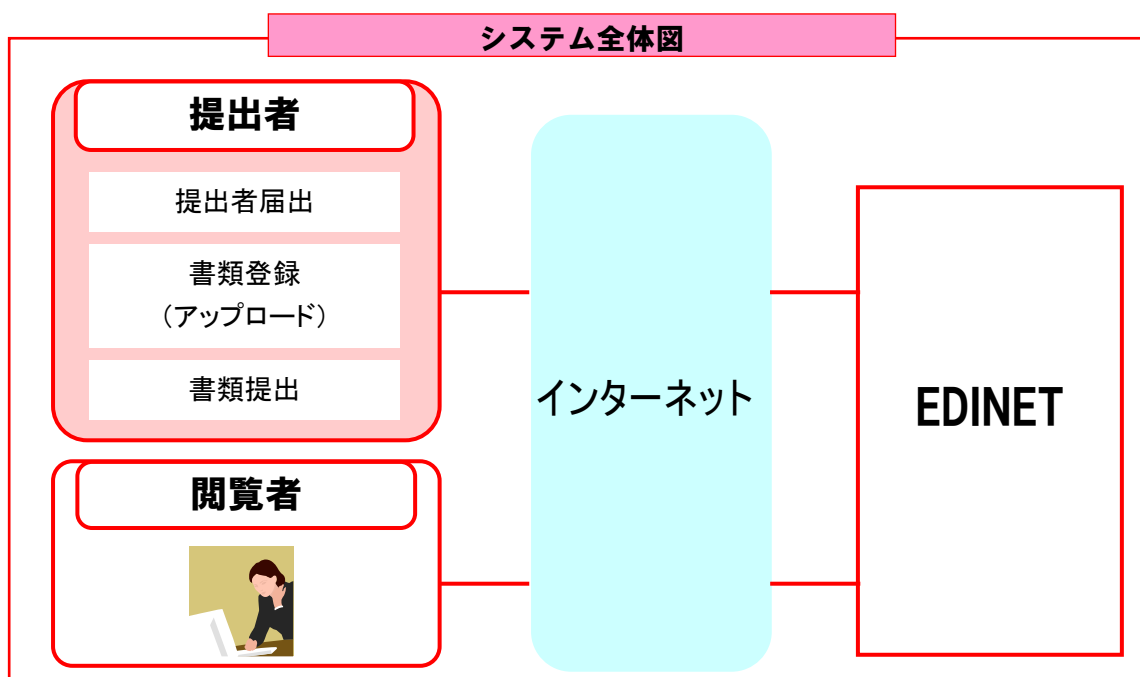 システム全体図
提出者
提出者届出
書類登録
（アップロード）
書類提出
閲覧者
インターネット
EDINET